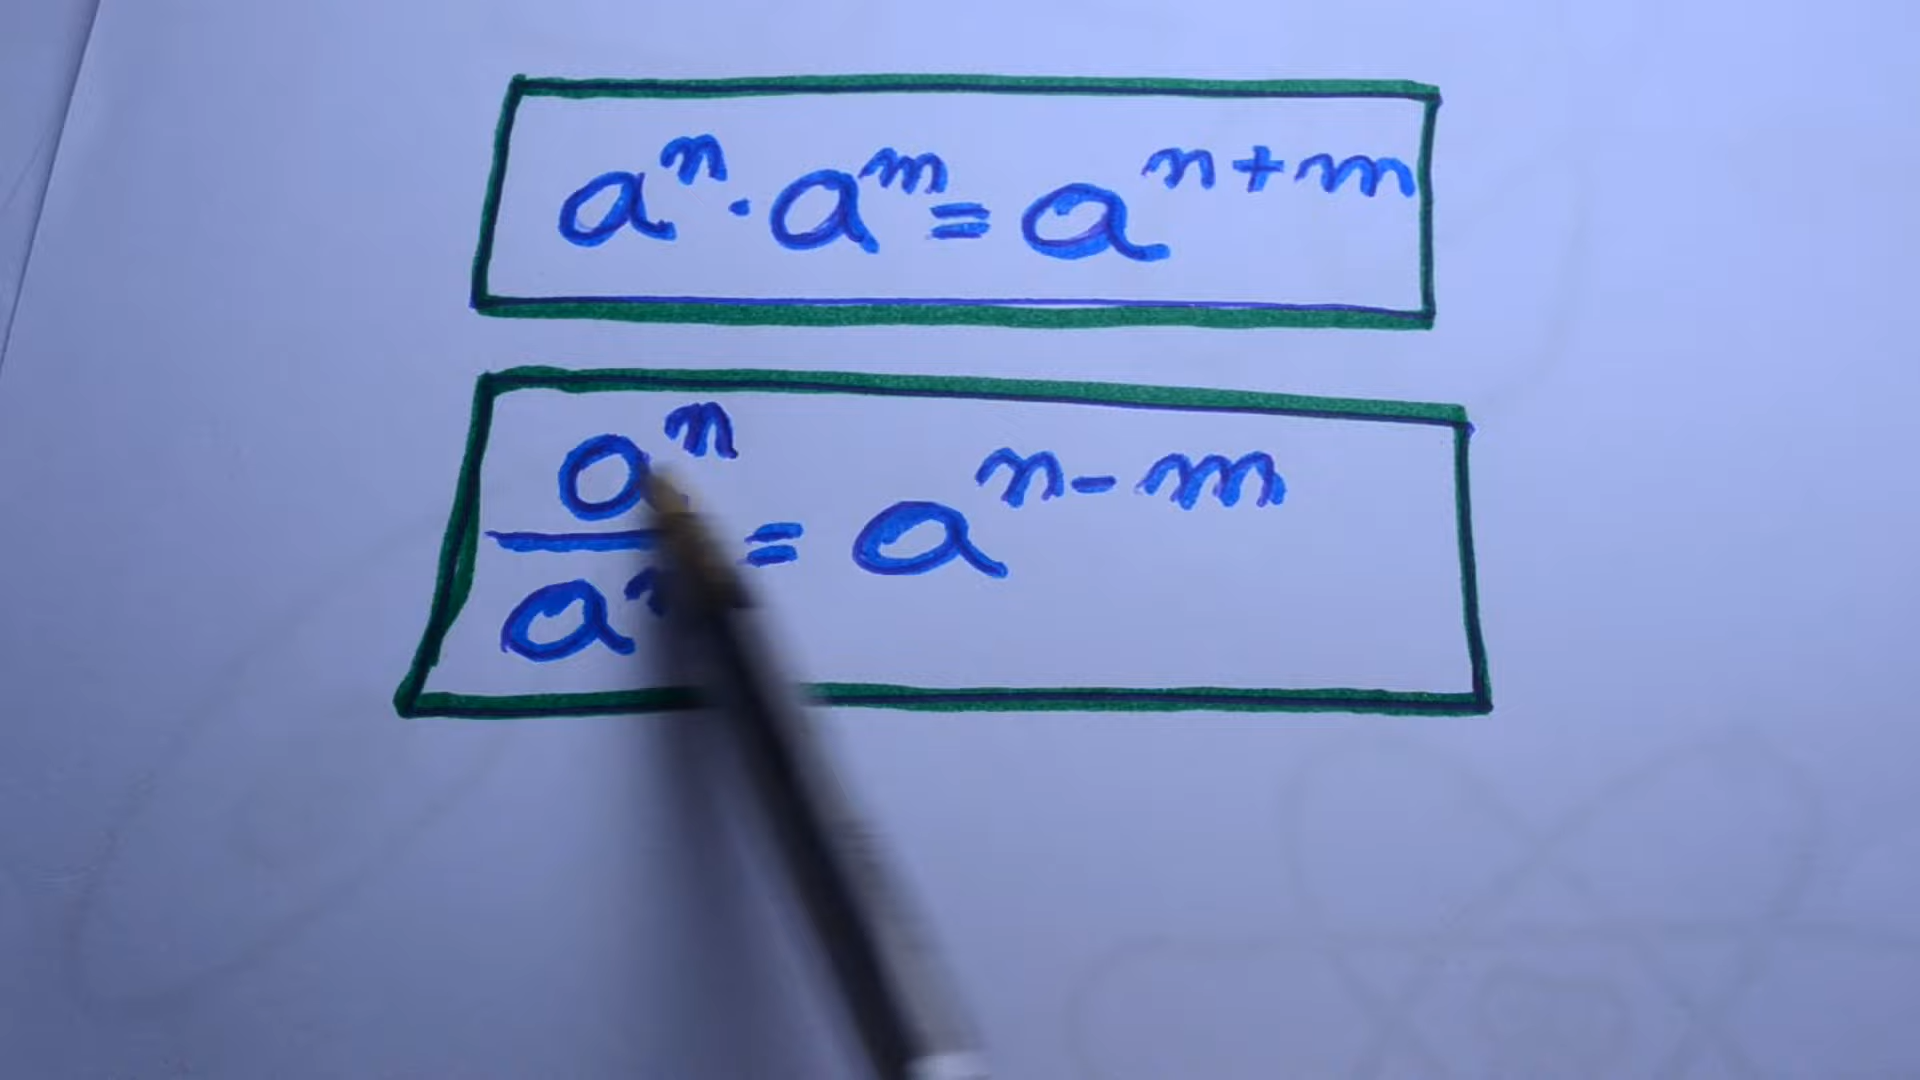 aⁿ · aᵐ = aⁿ⁺ᵐ
aⁿ
a = aⁿ⁻ᵐ